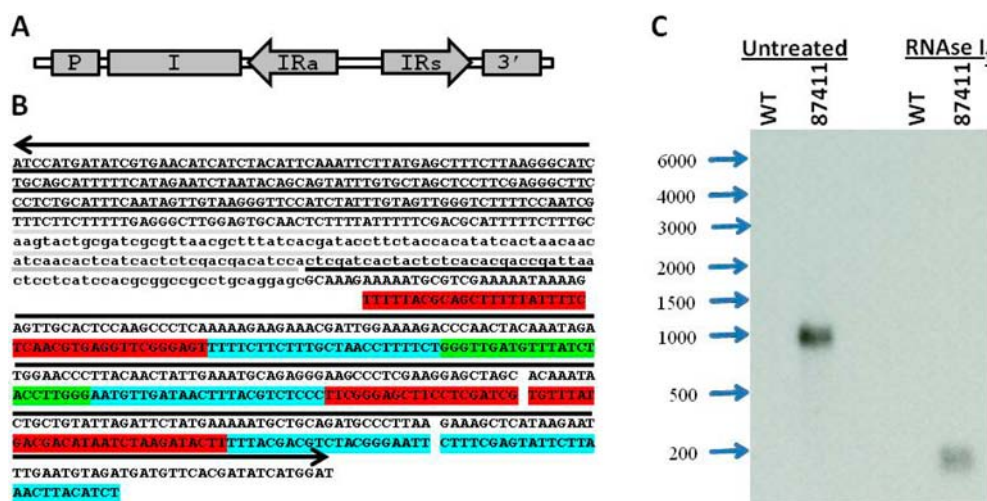 A
P I IRa IRs 3'
B
ATCCATGATATCGTGAACATCATCTACATTCAAATTCTTATGAGCTTTCTTAAGGGCATC
TGCAGCATTTTTCATAGAATCTAATACAGCAGTATTTGTGCTAGCTCCTTCGAGGGCTTC
CCTCTGCATTTCAATAGTTGTAAGGGTTCCATCTATTTGTAGTTGGGTCTTTTCCAATCG
TTTCTTCTTTTTGAGGGCTTGGAGTGCAACTCTTTTATTTTTCGACGCATTTTTCTTTGC
aagtactgcgatcgcgttaacgctttatcacgataccttctaccacatatcactaacaac
atcaacactcatcactctcgacgacatccactcgatcactactctcacacgaccgattaa
ctcctcatccacgcggccgcctgcaggagcGCAAAGAAAAATGCGTCGAAAAATAAAAG
TTTTTACGCAGCTTTTTATTTTC
AGTTGCACTCCAAGCCCTCAAAAAGAAGAAACGATTGGAAAAGACCCAACTACAAATAGA
TCAACGTGAGGTTCGGGAGTTTTTCTTCTTTGCTAACCTTTTCTGGGTTGATGTTTATCT
TGGAACCCTTACAACTATTGAAATGCAGAGGGAAGCCCTCGAAGGAGCTAGC ACAAATA
ACCTTGGGAATGTTGATAACTTTACGTCTCCCTTCGGGAGCTTCCTCGATCG TGTTTAT
CTGCTGTATTAGATTCTATGAAAAATGCTGCAGATGCCCTTAA GAAAGCTCATAAGAAT
GACGACATAATCTAAGATACTTTTTACGACGTCTACGGGAATT CTTTCGAGTATTCTTA
TTGAATGTAGATGATGTTCACGATATCATGGAT
AACTTACATCT
C
Untreated RNAse I
WT 87411 WT 87411
6000
4000
3000
2000
1500
1000
500
200